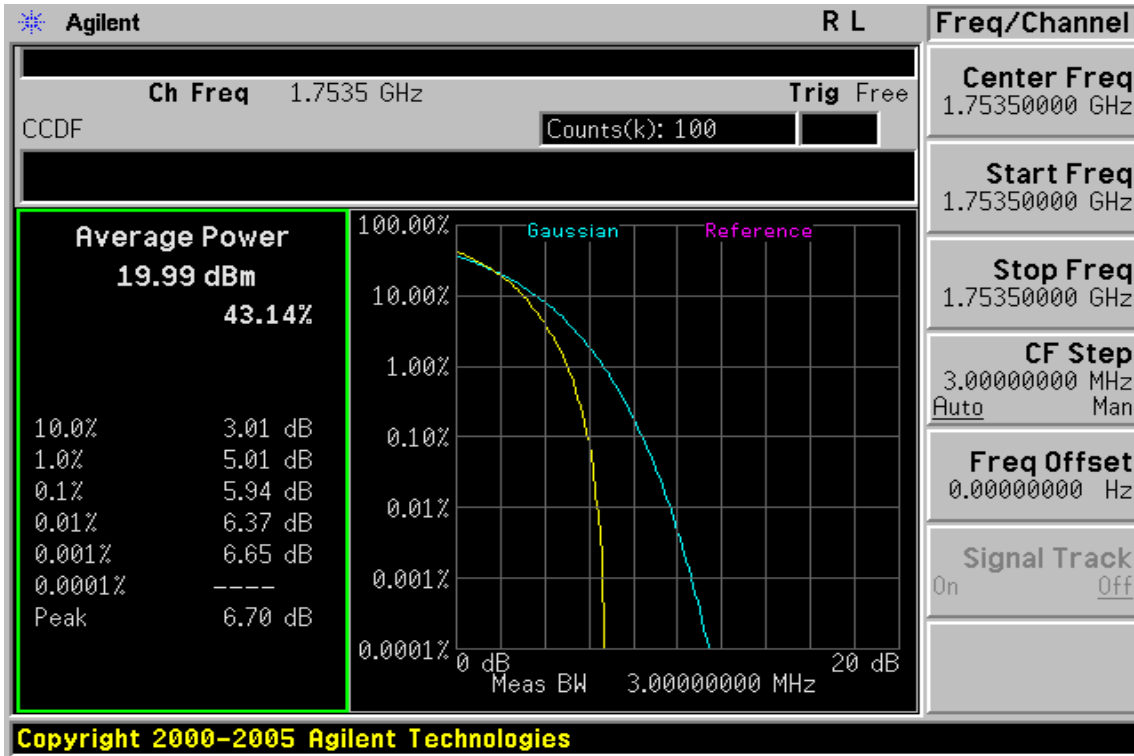 Agilent
R L
Freq/Channel
Ch Freq 1.7535 GHz
Trig Free
CCDF
Counts(k): 100
Average Power
19.99 dBm
43.14%
10.0% 3.01 dB
1.0% 5.01 dB
0.1% 5.94 dB
0.01% 6.37 dB
0.001% 6.65 dB
0.0001% ----
Peak 6.70 dB
Gaussian
Reference
100.00%
10.00%
1.00%
0.10%
0.01%
0.001%
0.0001%
0 dB
20 dB
Meas BW 3.00000000 MHz
Center Freq
1.75350000 GHz
Start Freq
1.75350000 GHz
Stop Freq
1.75350000 GHz
CF Step
3.00000000 MHz
Auto Man
Freq Offset
0.00000000 Hz
Signal Track
On Off
Copyright 2000-2005 Agilent Technologies